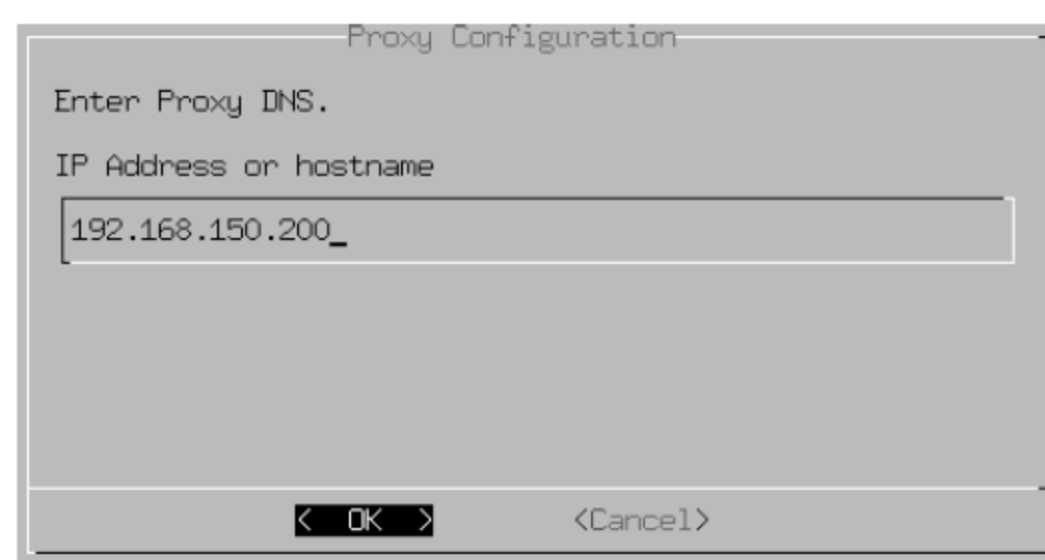 Proxy Configuration
Enter Proxy DNS.
IP Address or hostname
192.168.150.200_
< OK > <Cancel>